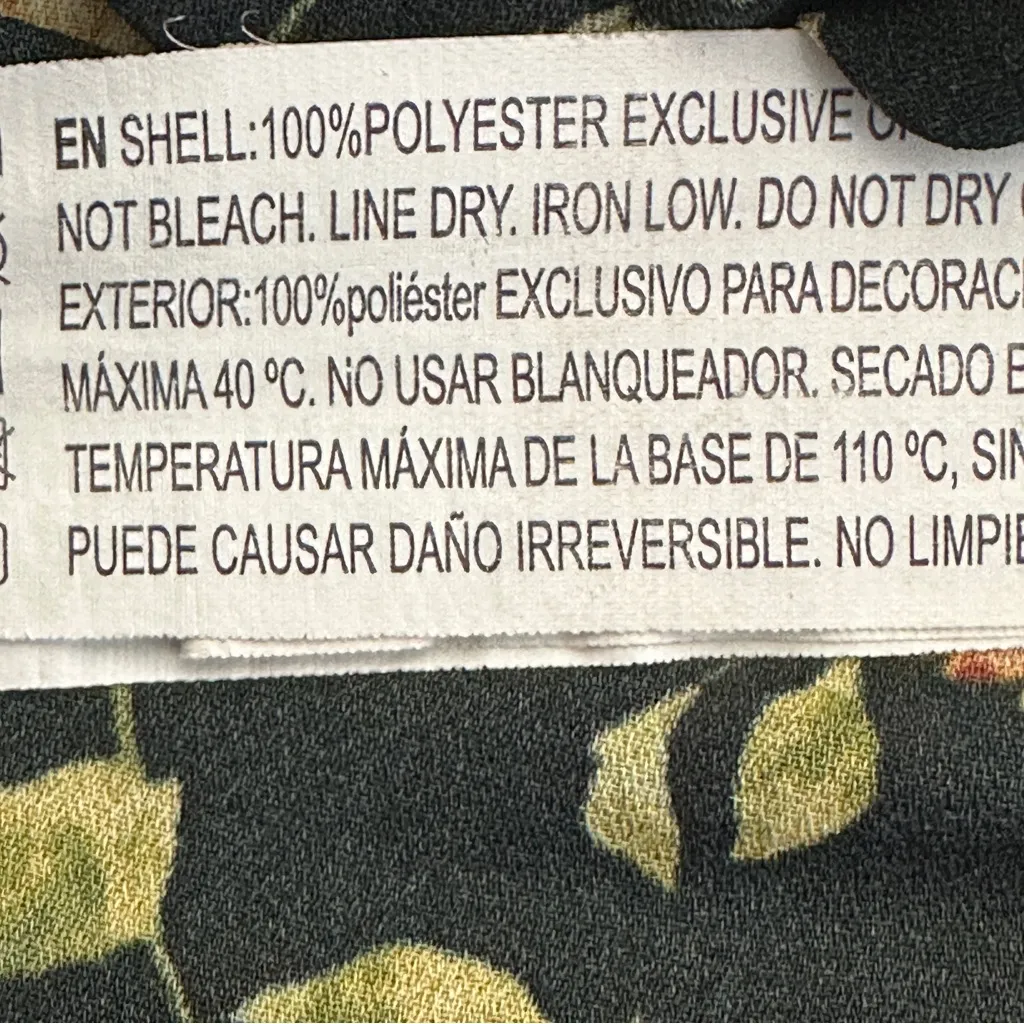 EN SHELL:100%POLYESTER EXCLUSIVE
NOT BLEACH. LINE DRY. IRON LOW. DO NOT DRY
EXTERIOR:100%poliéster EXCLUSIVO PARA
MÁXIMA 40 ºC. NO USAR BLANQUEADOR. SECADO
TEMPERATURA MÁXIMA DE LA BASE DE 110 ºC,
PUEDE CAUSAR DAÑO IRREVERSIBLE. NO